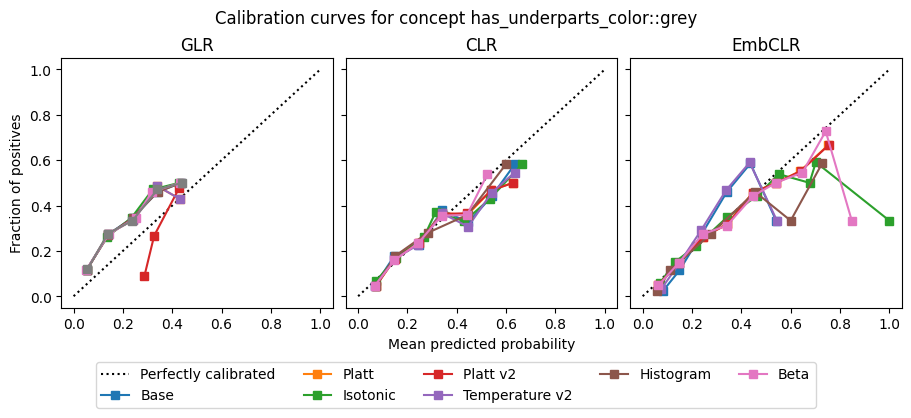 Calibration curves for concept has_underparts_color::grey
GLR
CLR
EmbCLR
Fraction of positives
1.0
0.8
0.6
0.4
0.2
0.0
0.0 0.2 0.4 0.6 0.8 1.0
0.0 0.2 0.4 0.6 0.8 1.0
0.0 0.2 0.4 0.6 0.8 1.0
Mean predicted probability
Perfectly calibrated
Base
Platt
Isotonic
Platt v2
Temperature v2
Histogram
Beta